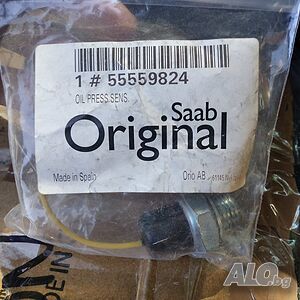 1 # 55559824
OIL PRESS.SENS.
Saab
Original
Made in Spain
Orio AB
ALO.bg